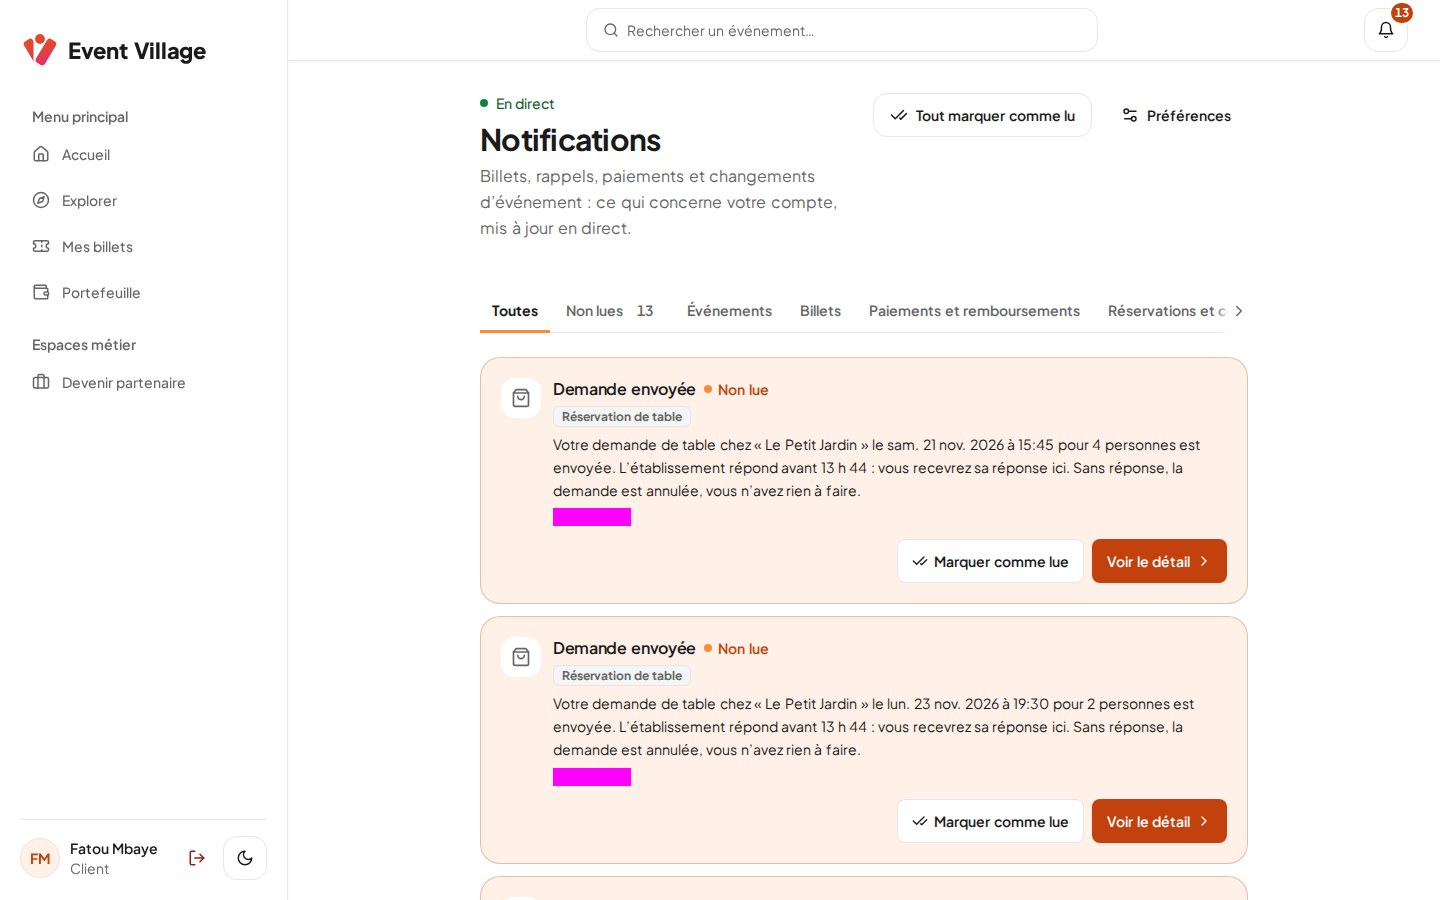 Event Village
Rechercher un événement…
13
Menu principal
Accueil
Explorer
Mes billets
Portefeuille
Espaces métier
Devenir partenaire
FM
Fatou Mbaye
Client
En direct
Notifications
Billets, rappels, paiements et changements
d’événement : ce qui concerne votre compte,
mis à jour en direct.
Tout marquer comme lu
Préférences
Toutes
Non lues 13
Événements
Billets
Paiements et remboursements
Réservations et
Demande envoyée
Non lue
Réservation de table
Votre demande de table chez « Le Petit Jardin » le sam. 21 nov. 2026 à 15:45 pour 4 personnes est
envoyée. L’établissement répond avant 13 h 44 : vous recevrez sa réponse ici. Sans réponse, la
demande est annulée, vous n’avez rien à faire.
Marquer comme lue
Voir le détail
Demande envoyée
Non lue
Réservation de table
Votre demande de table chez « Le Petit Jardin » le lun. 23 nov. 2026 à 19:30 pour 2 personnes est
envoyée. L’établissement répond avant 13 h 44 : vous recevrez sa réponse ici. Sans réponse, la
demande est annulée, vous n’avez rien à faire.
Marquer comme lue
Voir le détail